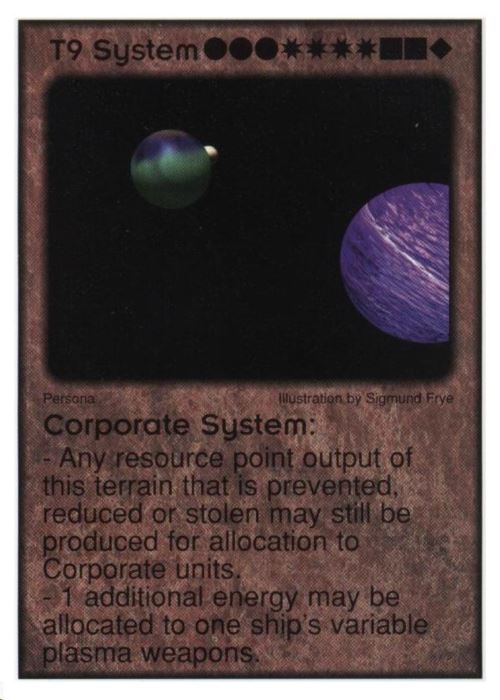 T9 System ●●●✷✷✷✷■■◆
Persona
Illustration by Sigmund Frye
Corporate System:
- Any resource point output of
this terrain that is prevented,
reduced or stolen may still be
produced for allocation to
Corporate units.
- 1 additional energy may be
allocated to one ship's variable
plasma weapons.